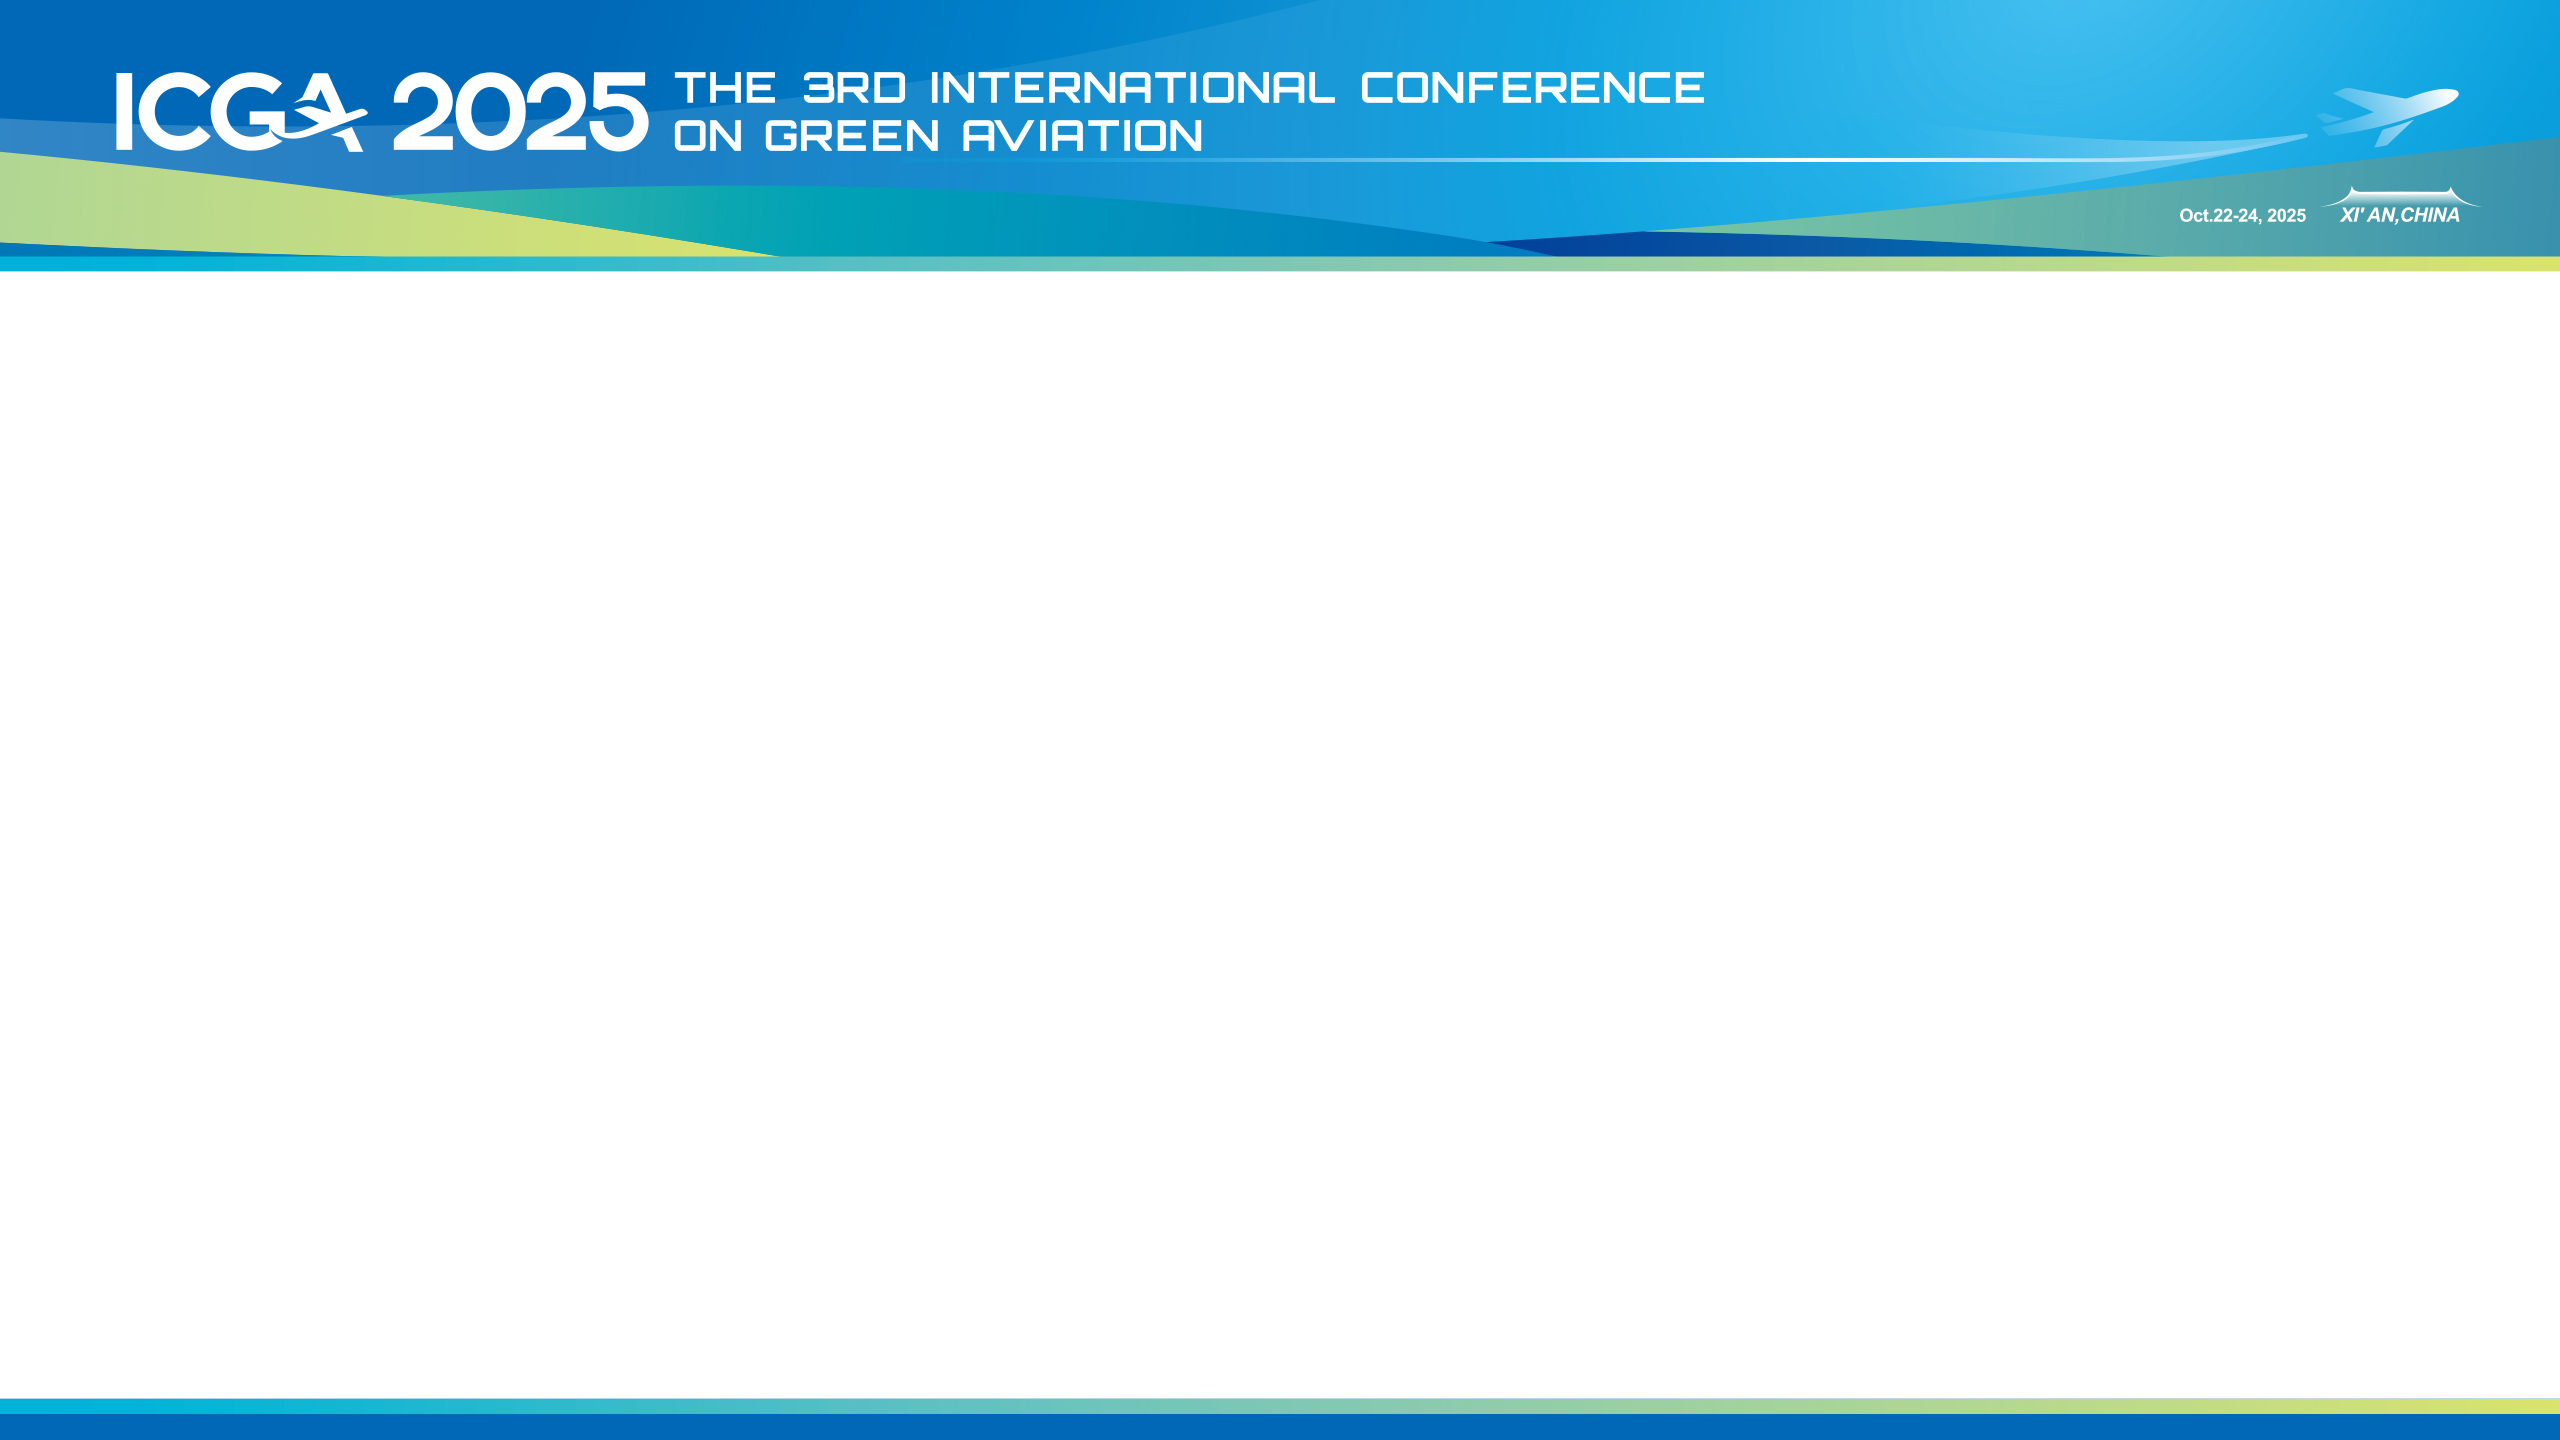 ICGA 2025
THE 3RD INTERNATIONAL CONFERENCE
ON GREEN AVIATION
Oct.22-24, 2025
XI' AN,CHINA